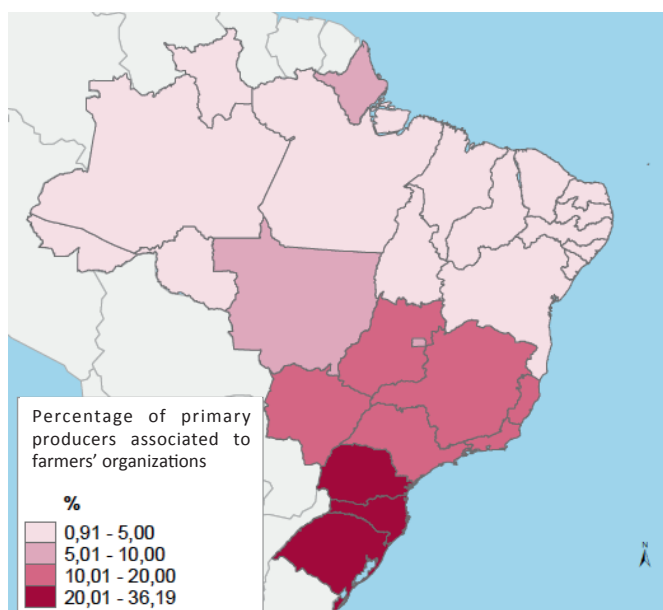 Percentage of primary
producers associated to
farmers’ organizations
%
0,91 - 5,00
5,01 - 10,00
10,01 - 20,00
20,01 - 36,19
N